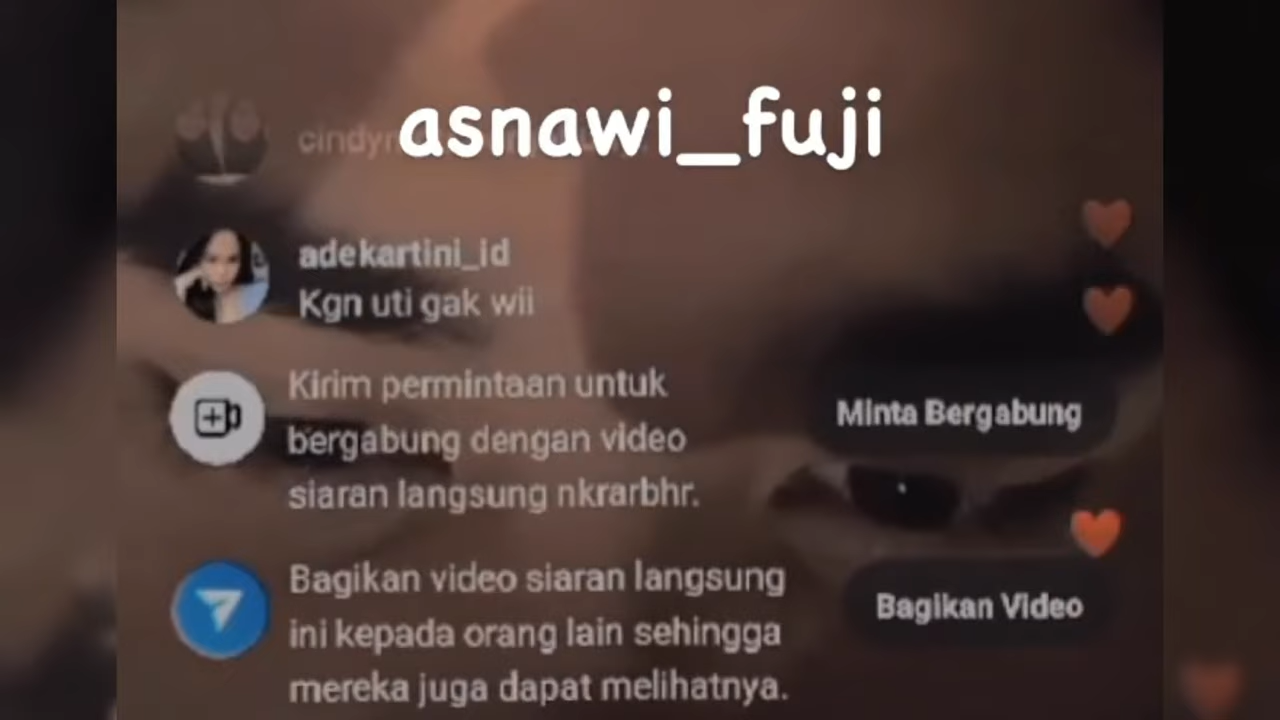 asnawi_fuji
adekartini_id
Kgn uti gak wii
Kirim permintaan untuk
bergabung dengan video
siaran langsung nkrarbhr.
Minta Bergabung
Bagikan video siaran langsung
ini kepada orang lain sehingga
mereka juga dapat melihatnya.
Bagikan Video